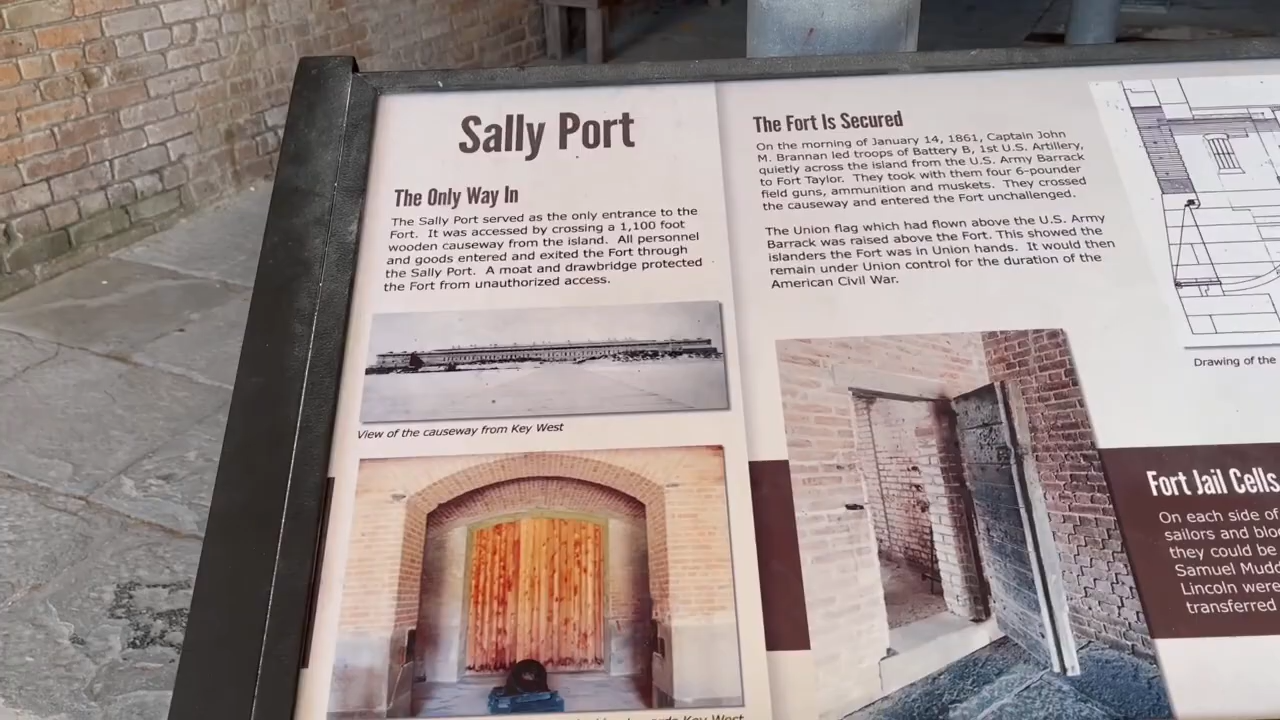 Sally Port
The Only Way In
The Sally Port served as the only entrance to the
Fort. It was accessed by crossing a 1,100 foot
wooden causeway from the island. All personnel
and goods entered and exited the Fort through
the Sally Port. A moat and drawbridge protected
the Fort from unauthorized access.
View of the causeway from Key West
Key West
The Fort Is Secured
On the morning of January 14, 1861, Captain John
M. Brannan led troops of Battery B, 1st U.S. Artillery,
quietly across the island from the U.S. Army Barrack
to Fort Taylor. They took with them four 6-pounder
field guns, ammunition and muskets. They crossed
the causeway and entered the Fort unchallenged.
The Union flag which had flown above the U.S. Army
Barrack was raised above the Fort. This showed the
islanders the Fort was in Union hands. It would then
remain under Union control for the duration of the
American Civil War.
Drawing of the
Fort Jail Cells
On each side of
sailors and
they could be
Samuel
Lincoln were
transferred